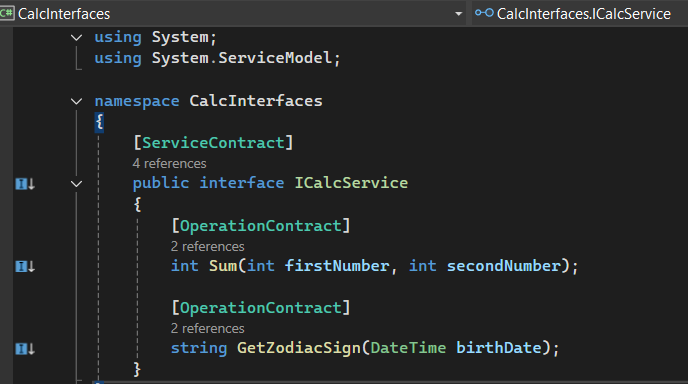 C# CalcInterfaces
CalcInterfaces.ICalcService
using System;
using System.ServiceModel;
namespace CalcInterfaces
{
[ServiceContract]
4 references
public interface ICalcService
{
[OperationContract]
2 references
int Sum(int firstNumber, int secondNumber);
[OperationContract]
2 references
string GetZodiacSign(DateTime birthDate);
}